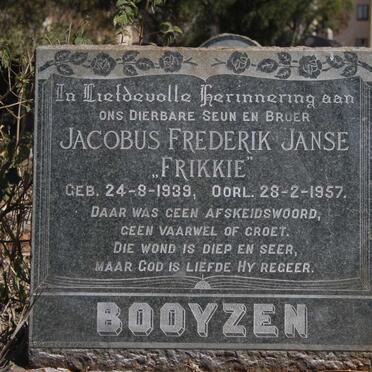 In Liefdevolle Herinnering aan
ONS DIERBARE SEUN EN BROER
JACOBUS FREDERIK JANSE
„FRIKKIE"
GEB. 24-8-1939, OORL. 28-2-1957.
DAAR WAS GEEN AFSKEIDSWOORD,
GEEN VAARWEL OF GROET.
DIE WOND IS DIEP EN SEER,
MAAR GOD IS LIEFDE HY REGEER.
BOOYZEN